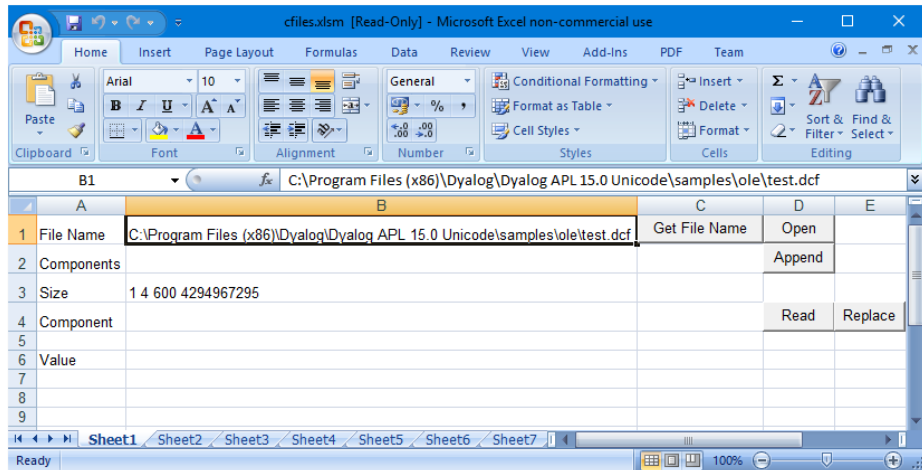 cfiles.xlsm [Read-Only] - Microsoft Excel non-commercial use
Home Insert Page Layout Formulas Data Review View Add-Ins PDF Team
Paste
Arial 10
B I U A A
A
General
% ,
.00 .00
Conditional Formatting
Format as Table
Cell Styles
Insert
Delete
Format
Σ
Sort & Find &
Filter Select
Clipboard Font Alignment Number Styles Cells Editing
B1 fx C:\Program Files (x86)\Dyalog\Dyalog APL 15.0 Unicode\samples\ole\test.dcf
A B C D E
1 File Name C:\Program Files (x86)\Dyalog\Dyalog APL 15.0 Unicode\samples\ole\test.dcf Get File Name Open
2 Components Append
3 Size 1 4 600 4294967295
4 Component Read Replace
5
6 Value
7
8
9
Sheet1 Sheet2 Sheet3 Sheet4 Sheet5 Sheet6 Sheet7
Ready 100%